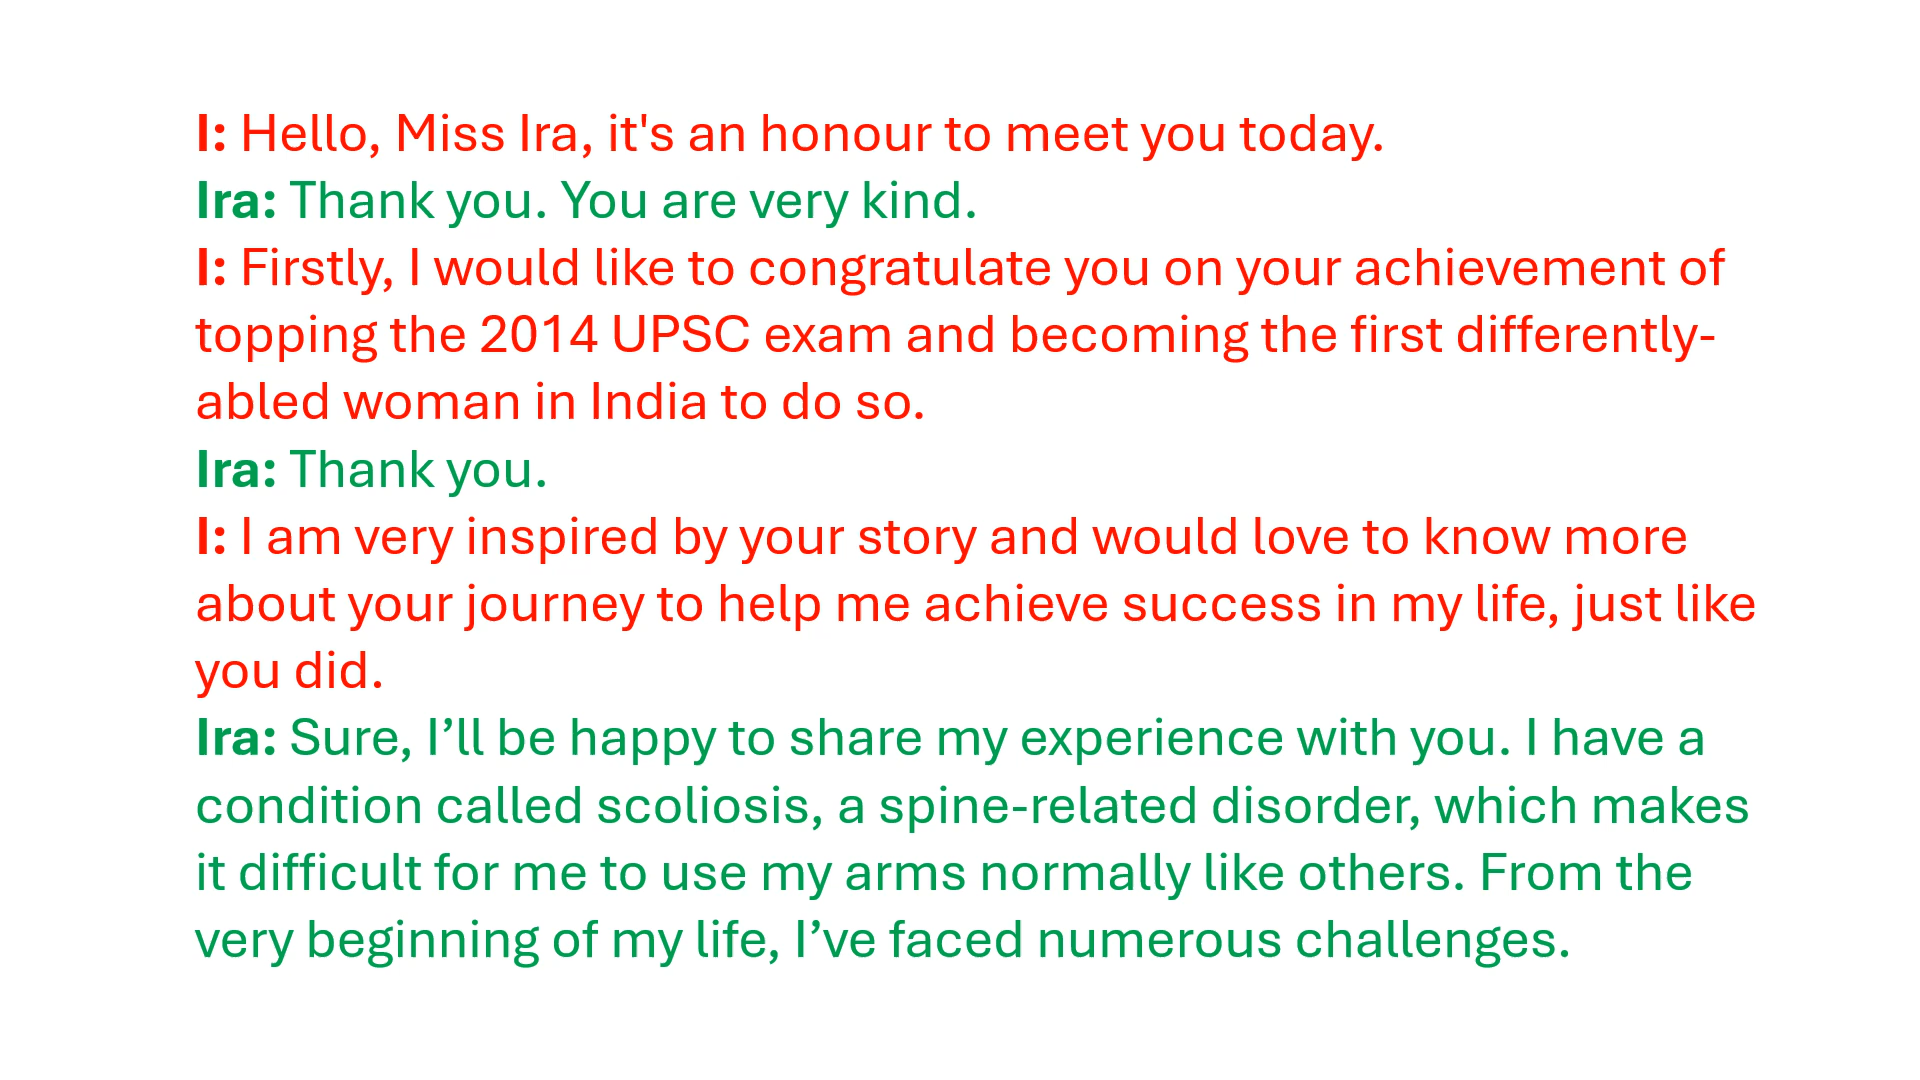 I: Hello, Miss Ira, it's an honour to meet you today.
Ira: Thank you. You are very kind.
I: Firstly, I would like to congratulate you on your achievement of
topping the 2014 UPSC exam and becoming the first differently-
abled woman in India to do so.
Ira: Thank you.
I: I am very inspired by your story and would love to know more
about your journey to help me achieve success in my life, just like
you did.
Ira: Sure, I’ll be happy to share my experience with you. I have a
condition called scoliosis, a spine-related disorder, which makes
it difficult for me to use my arms normally like others. From the
very beginning of my life, I’ve faced numerous challenges.